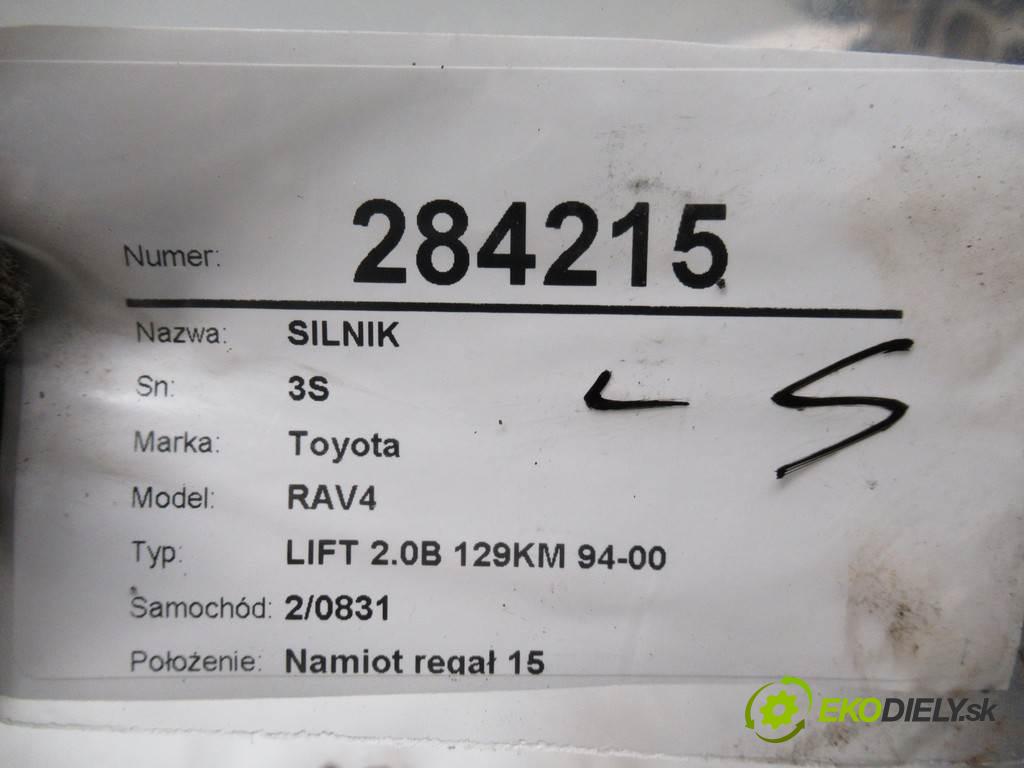 Numer: 284215
Nazwa: SILNIK
Sn: 3S
Marka: Toyota
Model: RAV4
Typ: LIFT 2.0B 129KM 94-00
Samochód: 2/0831
Położenie: Namiot regał 15
EKODIELY.sk